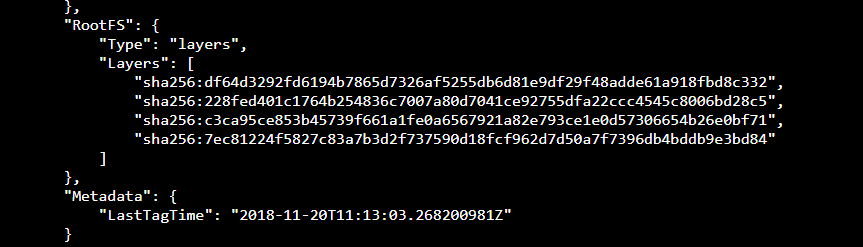 },
"RootFS": {
"Type": "layers",
"Layers": [
"sha256:df64d3292fd6194b7865d7326af5255db6d81e9df29f48adde61a918fbd8c332",
"sha256:228fed401c1764b254836c7007a80d7041ce92755dfa22ccc4545c8006bd28c5",
"sha256:c3ca95ce853b45739f661a1fe0a6567921a82e793ce1e0d57306654b26e0bf71",
"sha256:7ec81224f5827c83a7b3d2f737590d18fcf962d7d50a7f7396db4bddb9e3bd84"
]
},
"Metadata": {
"LastTagTime": "2018-11-20T11:13:03.268200981Z"
}